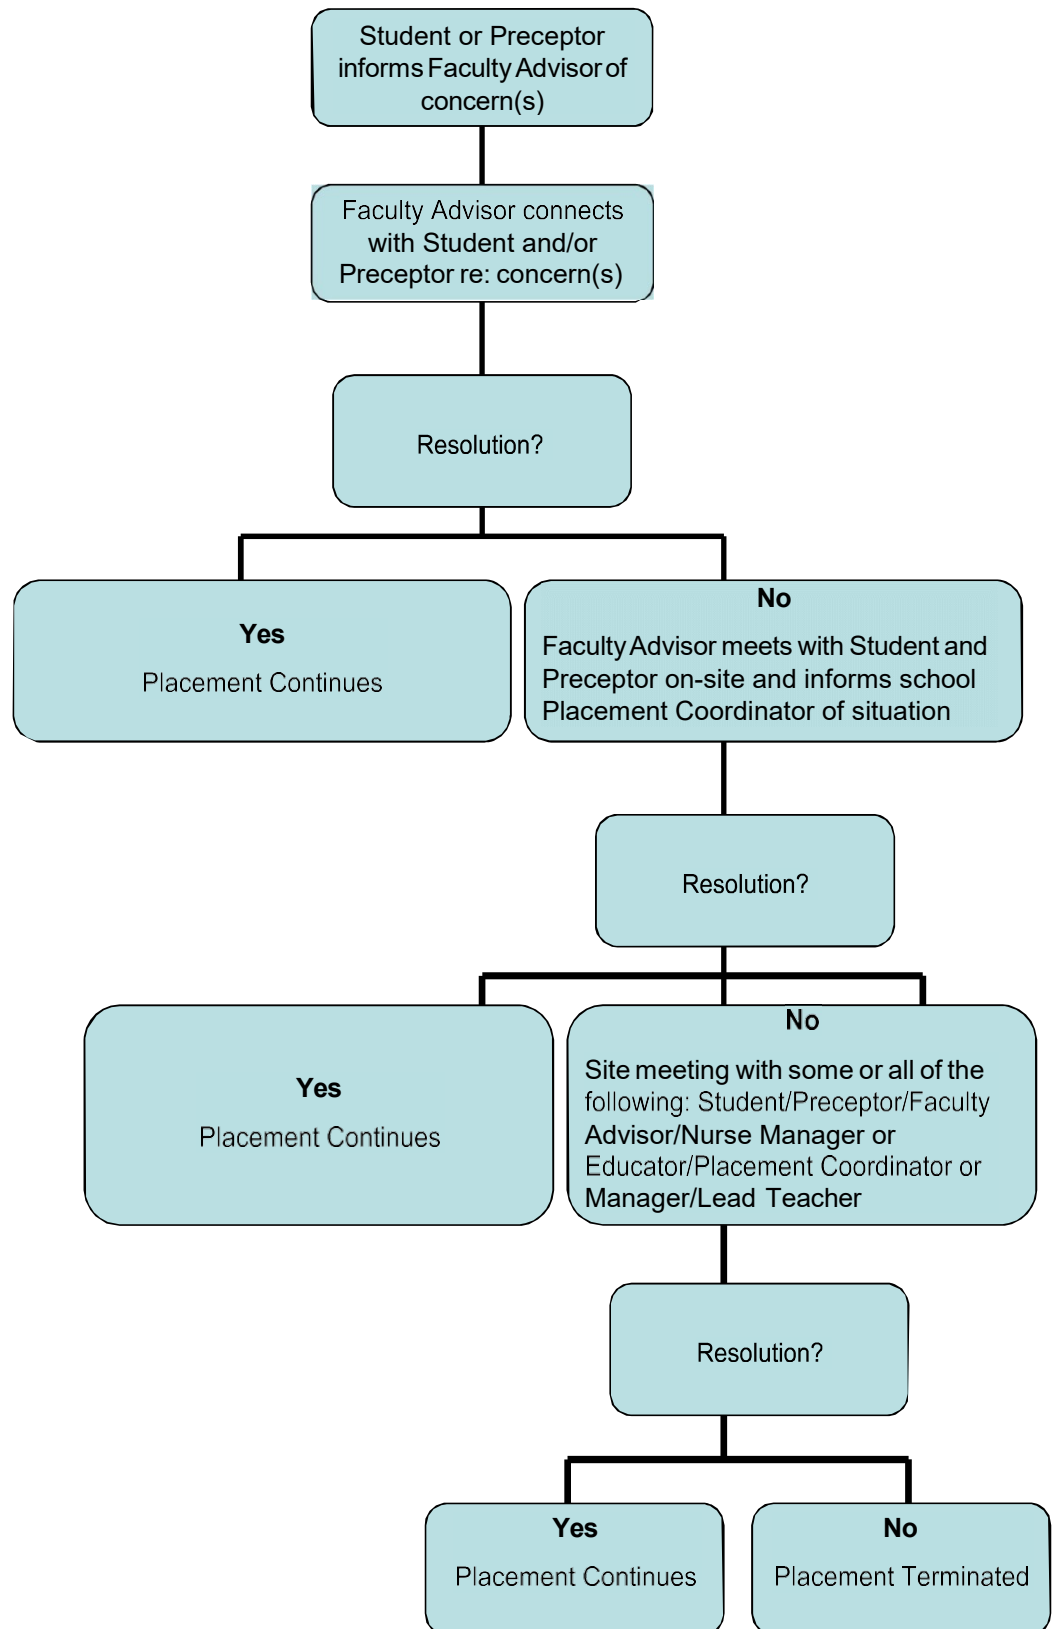 Student or Preceptor
informs Faculty Advisor of
concern(s)
Faculty Advisor connects
with Student and/or
Preceptor re: concern(s)
Resolution?
Yes
Placement Continues
No
Faculty Advisor meets with Student and
Preceptor on-site and informs school
Placement Coordinator of situation
Resolution?
Yes
Placement Continues
No
Site meeting with some or all of the
following: Student/Preceptor/Faculty
Advisor/Nurse Manager or
Educator/Placement Coordinator or
Manager/Lead Teacher
Resolution?
Yes
Placement Continues
No
Placement Terminated